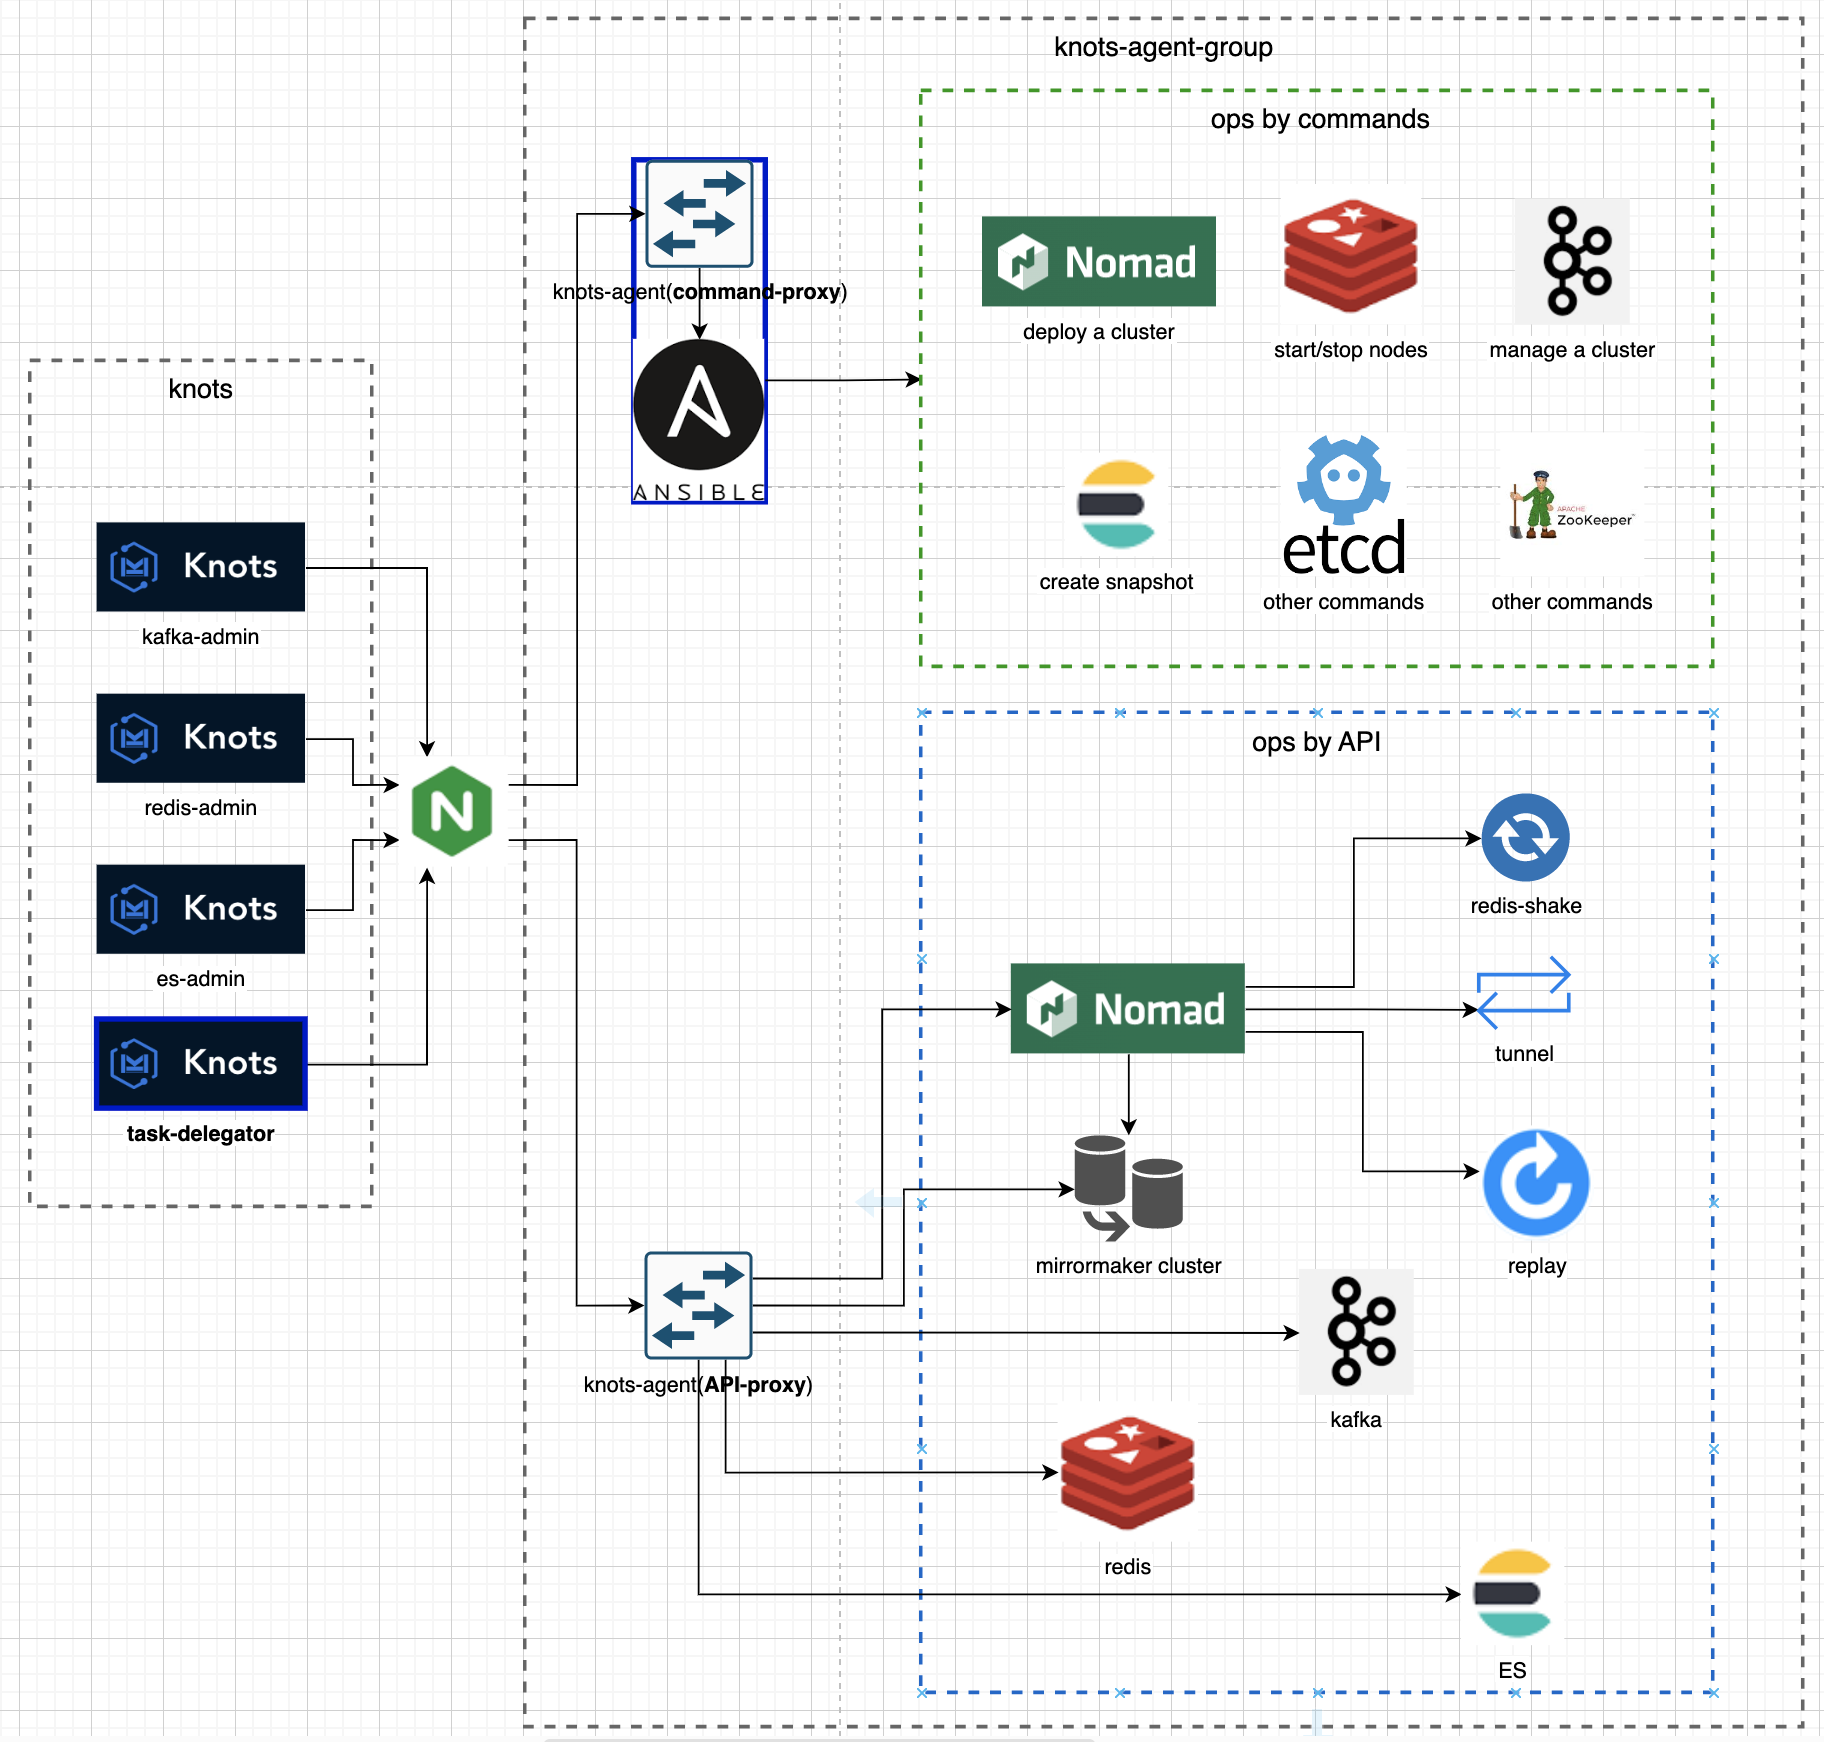 knots-agent-group
ops by commands
Nomad
deploy a cluster
start/stop nodes
manage a cluster
create snapshot
etcd
other commands
APACHE
ZooKeeper
other commands
knots-agent(command-proxy)
ANSIBLE
knots
Knots
kafka-admin
Knots
redis-admin
Knots
es-admin
Knots
task-delegator
N
ops by API
redis-shake
Nomad
tunnel
mirrormaker cluster
replay
knots-agent(API-proxy)
kafka
redis
ES